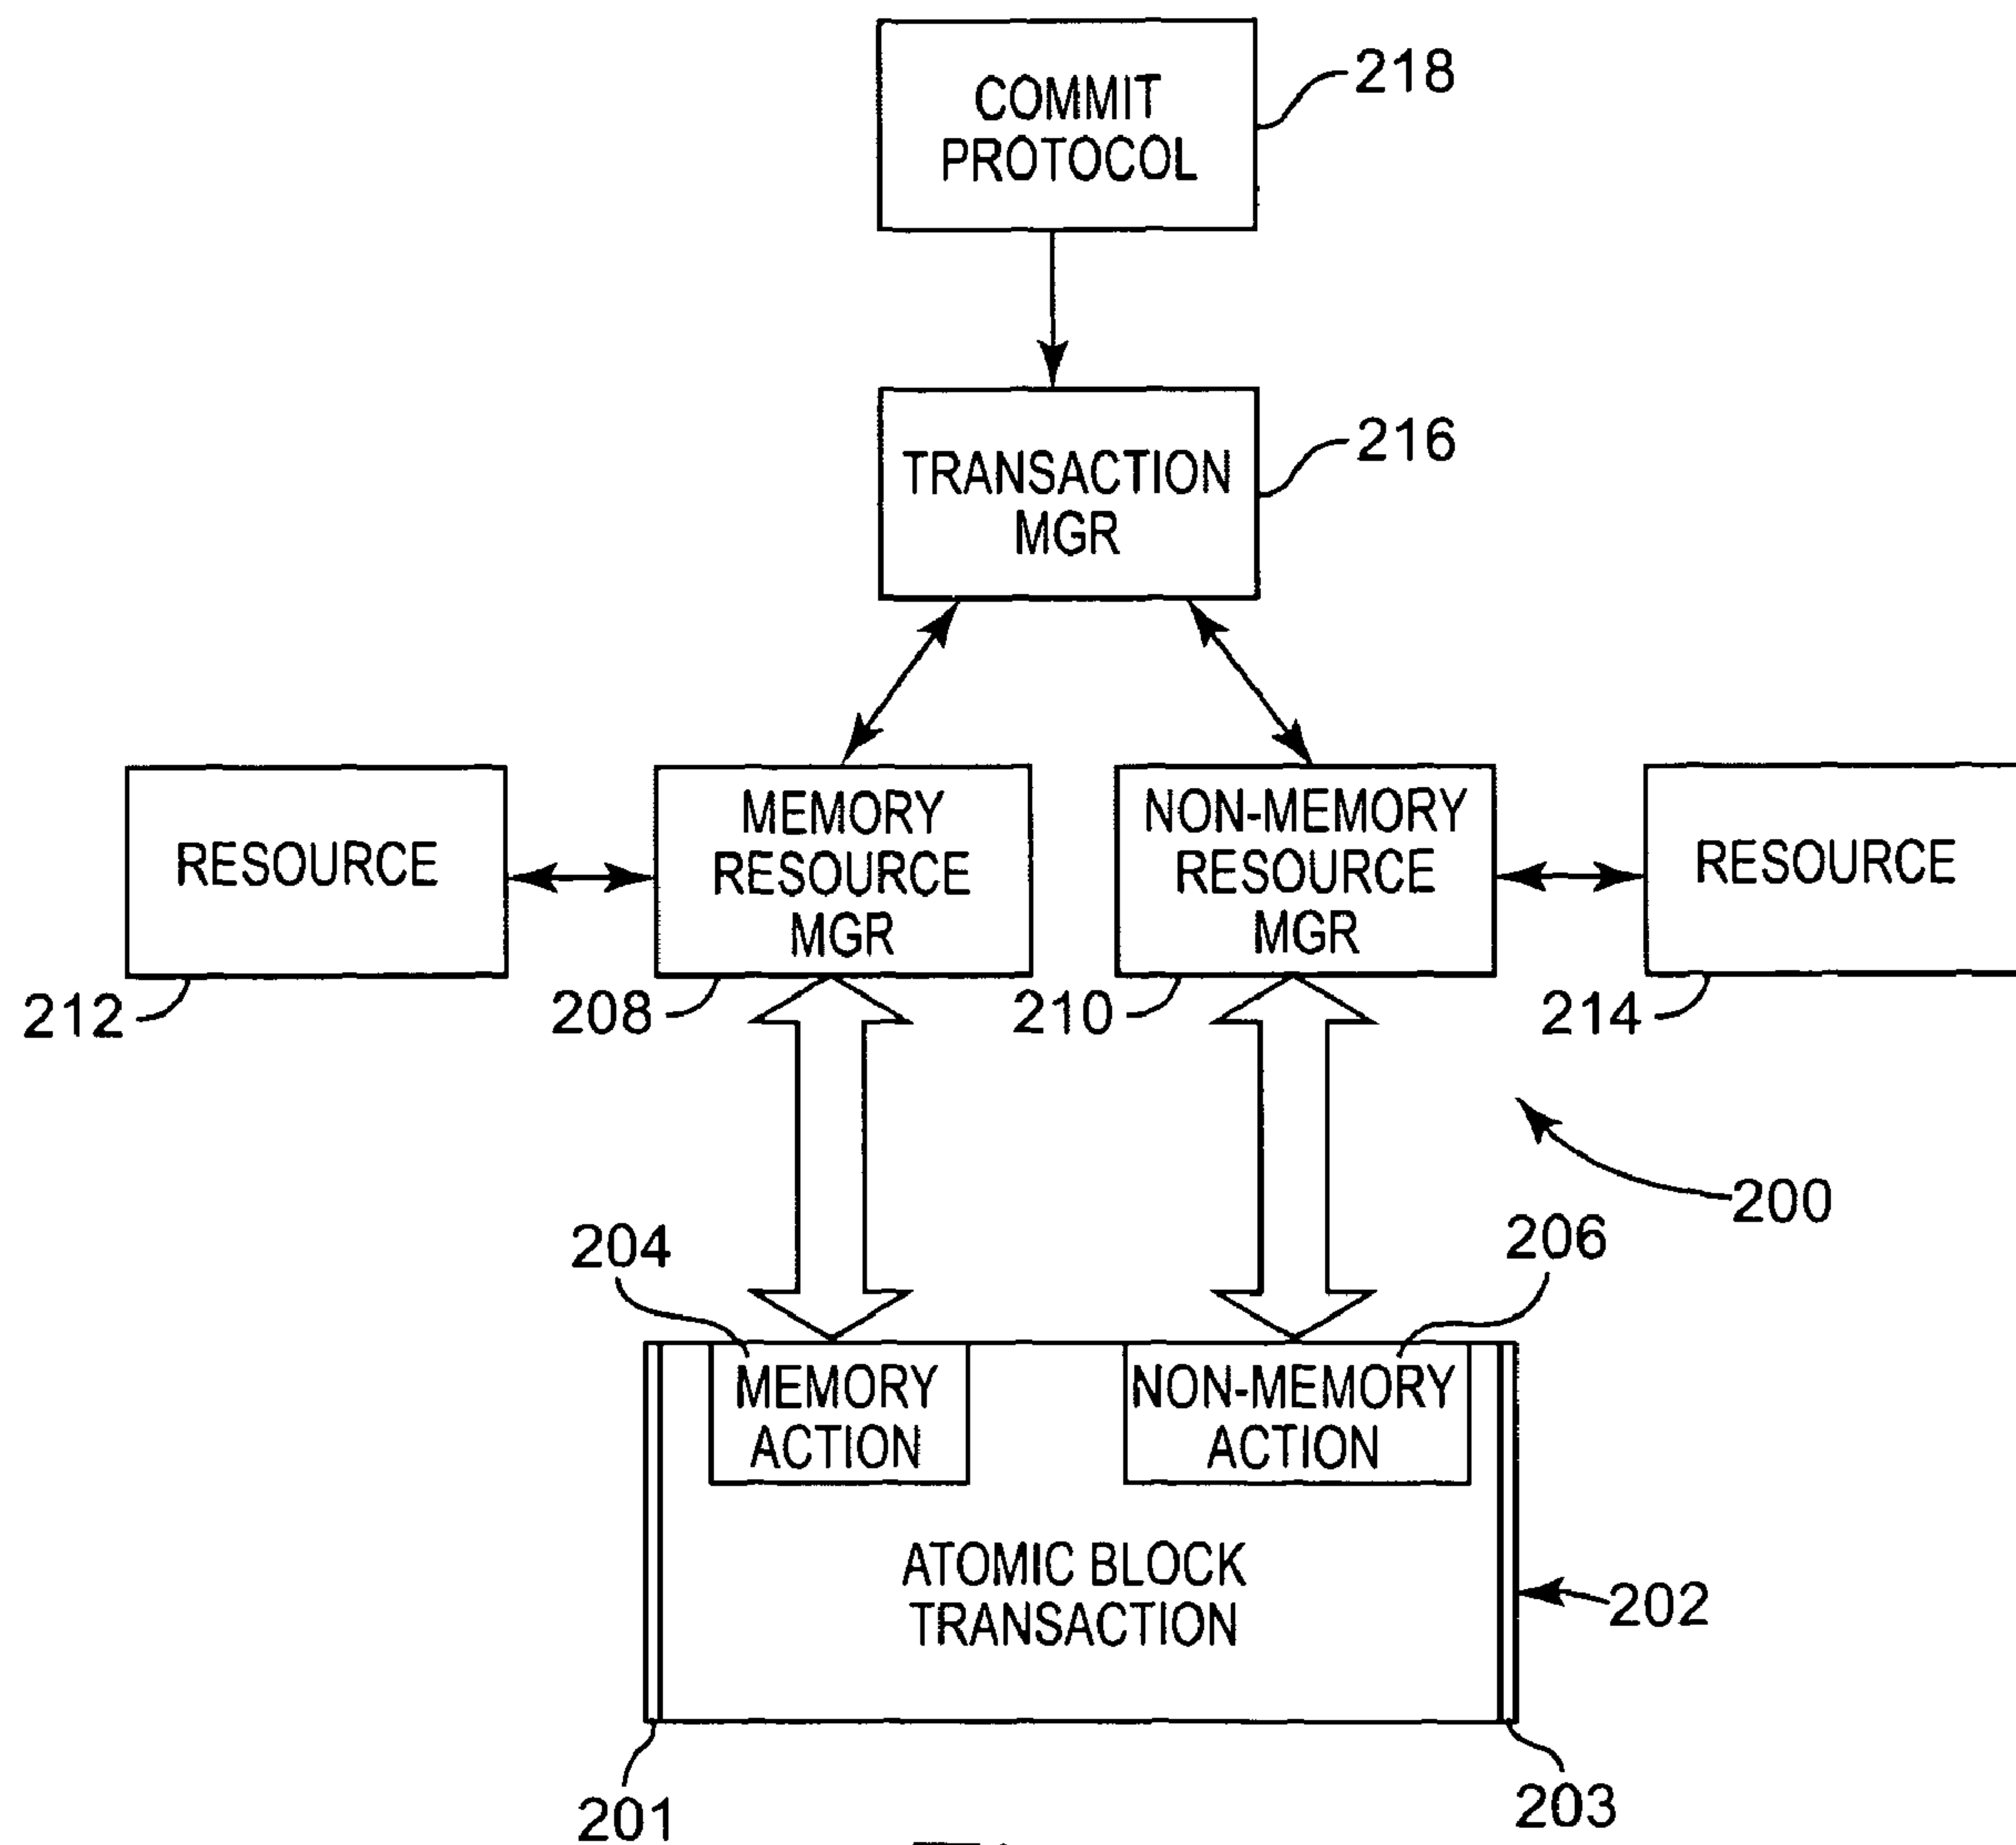 COMMIT
PROTOCOL
218
TRANSACTION
MGR
216
RESOURCE
212
MEMORY
RESOURCE
MGR
208
NON-MEMORY
RESOURCE
MGR
210
RESOURCE
214
200
204
206
MEMORY
ACTION
NON-MEMORY
ACTION
ATOMIC BLOCK
TRANSACTION
202
201
203